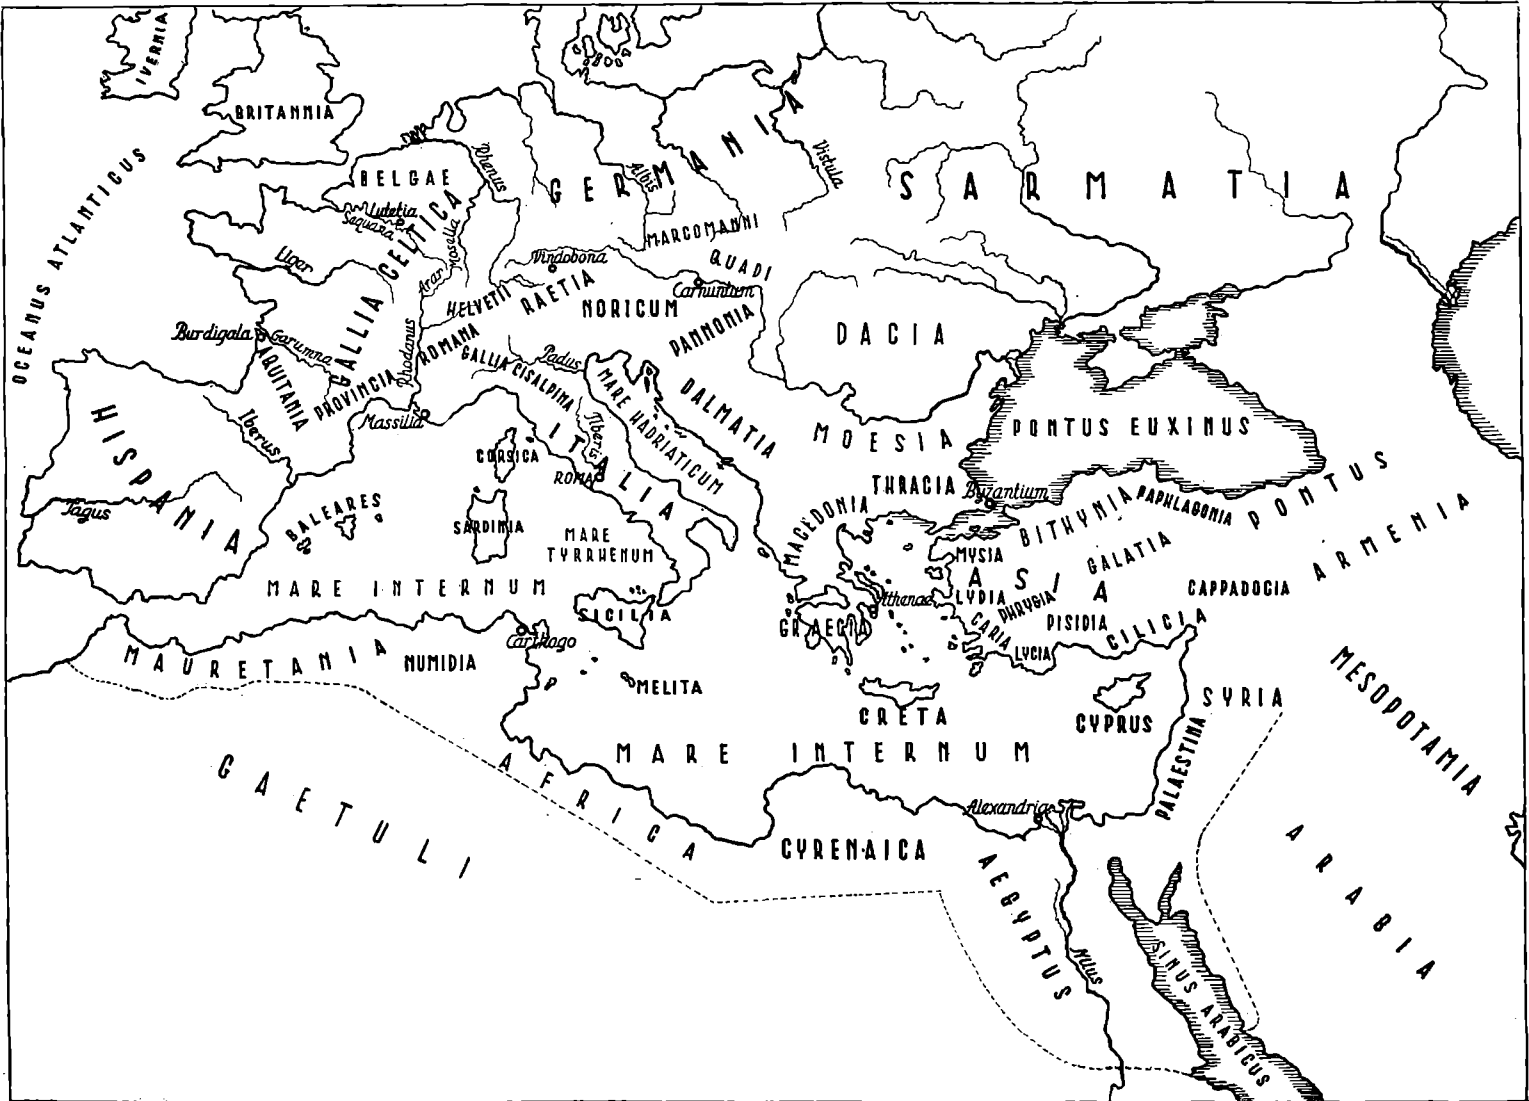 IVERNIA
BRITANNIA
OCEANUS ATLANTICUS
BELGAE
Rhenus
GERMANIA
Albis
Vistula
SARMATIA
Lutetia
Sequana
Mosella
MARCOMANNI
QUADI
Liger
GALLIA CELTICA
Arar
Vindobona
Carnuntum
HELVETII
RAETIA
NORICUM
PANNONIA
DACIA
Burdigala
Garumna
AQUITANIA
Rhodanus
PROVINCIA ROMANA
GALLIA CISALPINA
Padus
MARE HADRIATICUM
DALMATIA
MOESIA
PONTUS EUXINUS
HISPANIA
Iberus
Massilia
Tagus
BALEARES
CORSICA
SARDINIA
ITALIA
Tiberis
ROMA
MARE
TYRRHENUM
THRACIA
Byzantium
MACEDONIA
BITHYNIA
PAPHLAGONIA
PONTUS
ARMENIA
MYSIA
ASIA
GALATIA
LYDIA
PHRYGIA
CAPPADOCIA
CARIA
PISIDIA
LYCIA
CILICIA
Athenae
GRAECIA
SICILIA
MARE INTERNUM
MAURETANIA
NUMIDIA
Carthago
MELITA
CRETA
CYPRUS
SYRIA
MESOPOTAMIA
PALAESTINA
MARE INTERNUM
GAETULI
AFRICA
CYRENAICA
Alexandria
AEGYPTUS
Nilus
SINUS ARABICUS
ARABIA